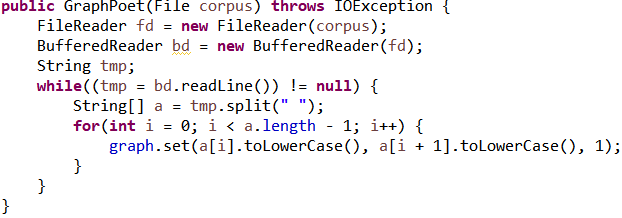 public GraphPoet(File corpus) throws IOException {
    FileReader fd = new FileReader(corpus);
    BufferedReader bd = new BufferedReader(fd);
    String tmp;
    while((tmp = bd.readLine()) != null) {
        String[] a = tmp.split(" ");
        for(int i = 0; i < a.length - 1; i++) {
            graph.set(a[i].toLowerCase(), a[i + 1].toLowerCase(), 1);
        }
    }
}